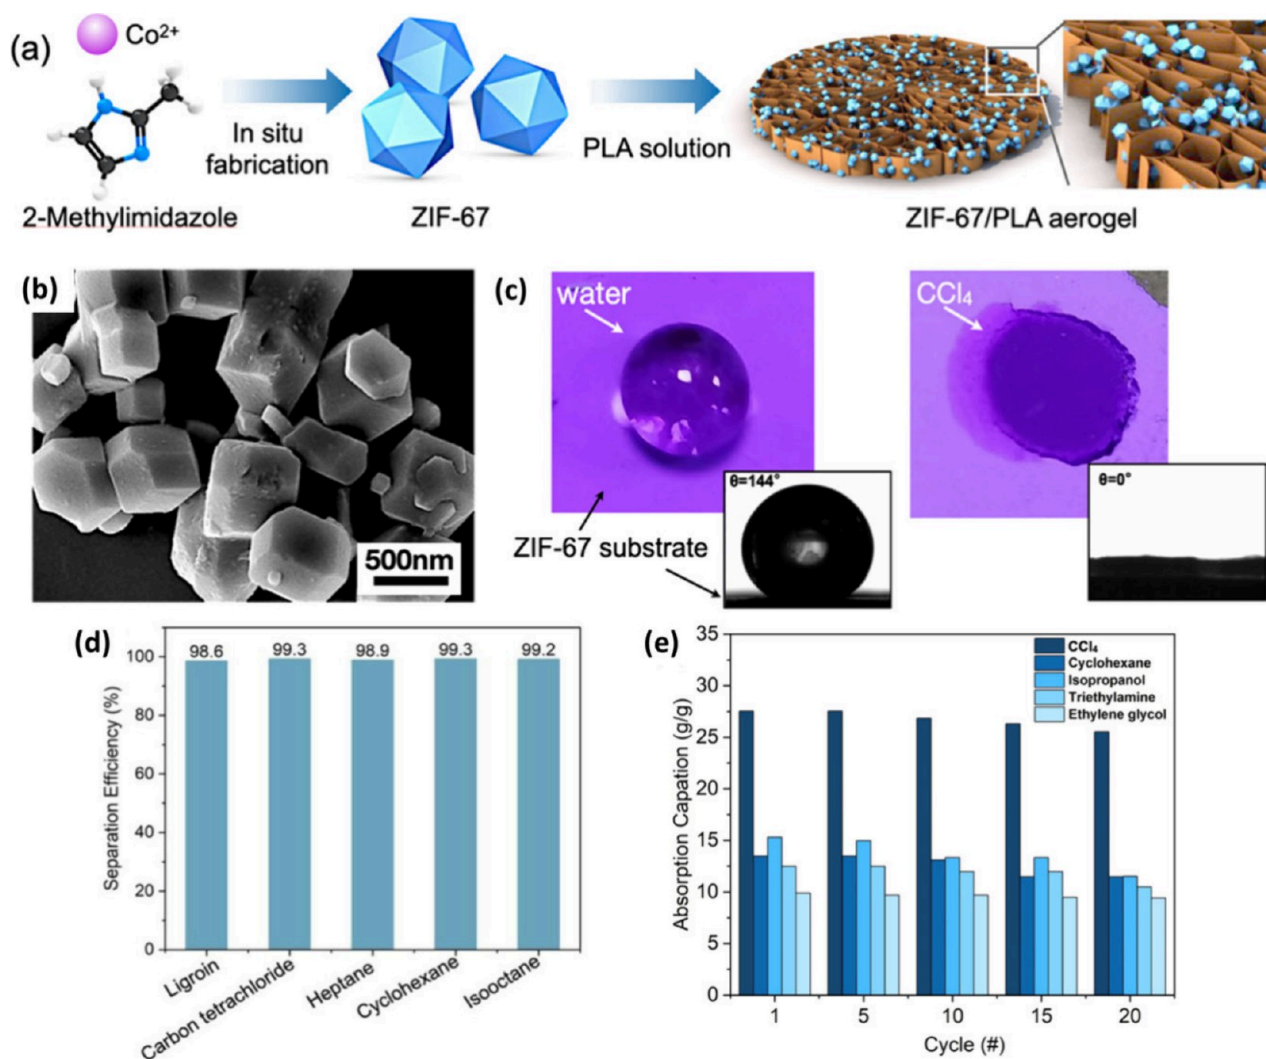 (a)
Co²⁺
In situ
fabrication
PLA solution
2-Methylimidazole
ZIF-67
ZIF-67/PLA aerogel
(b)
500nm
(c)
water
CCl₄
θ=144°
θ=0°
ZIF-67 substrate
(d)
Separation Efficiency (%)
100
80
60
40
20
0
98.6
99.3
98.9
99.3
99.2
Ligroin
Carbon tetrachloride
Heptane
Cyclohexane
Isooctane
(e)
Absorption Capation (g/g)
35
30
25
20
15
10
5
0
CCl₄
Cyclohexane
Isopropanol
Triethylamine
Ethylene glycol
1
5
10
15
20
Cycle (#)